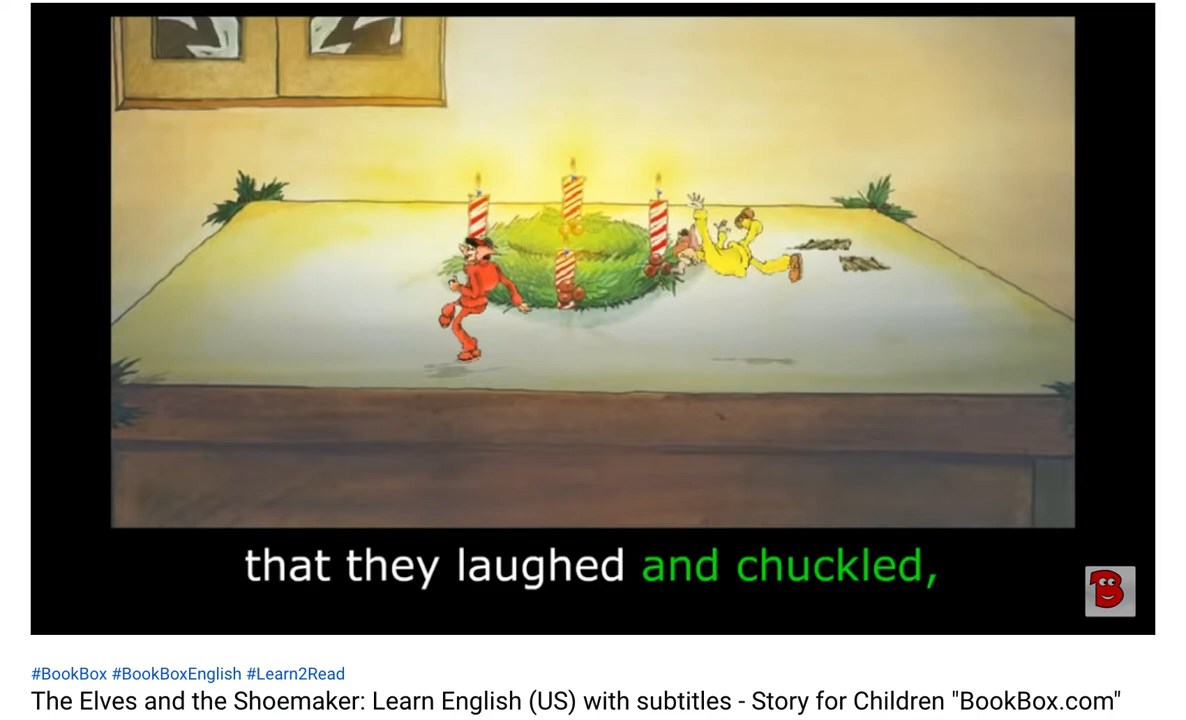 that they laughed and chuckled,
B
#BookBox #BookBoxEnglish #Learn2Read
The Elves and the Shoemaker: Learn English (US) with subtitles - Story for Children "BookBox.com"